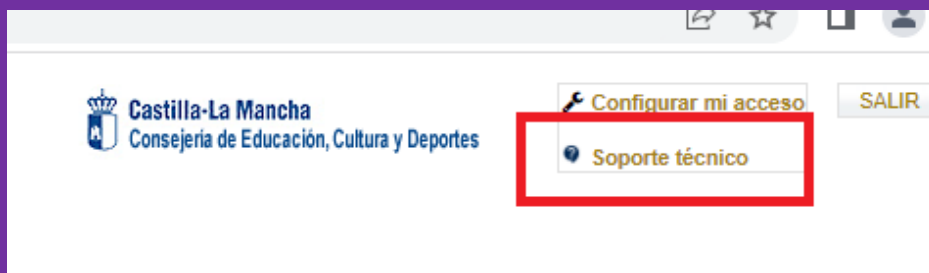 Castilla-La Mancha
Consejería de Educación, Cultura y Deportes
Configurar mi acceso
Soporte técnico
SALIR